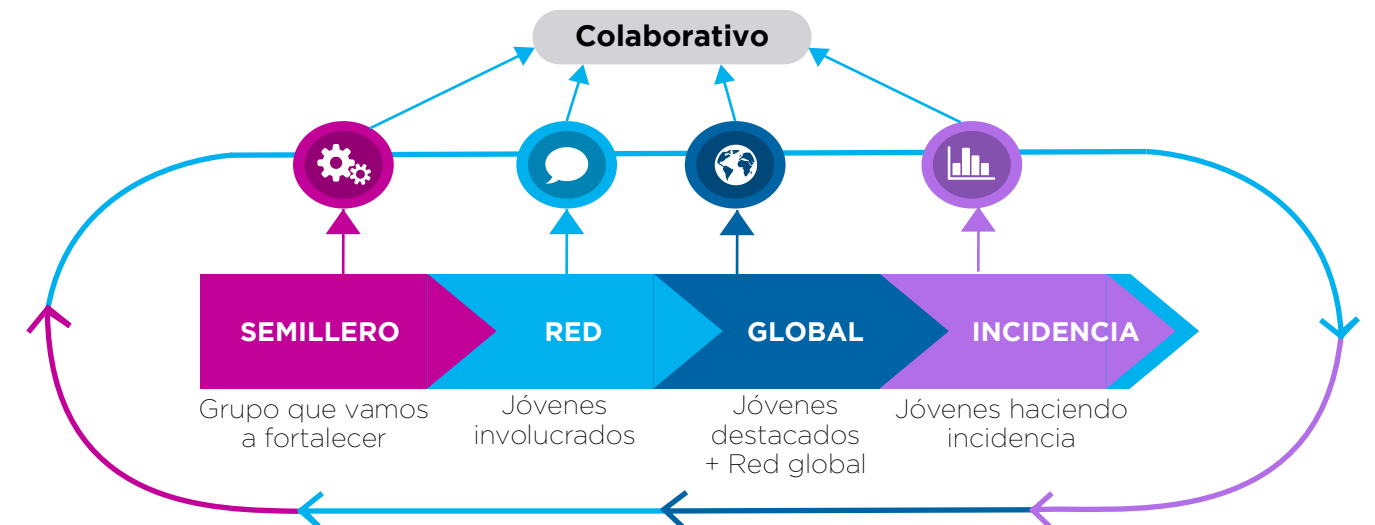 Colaborativo
SEMILLERO
RED
GLOBAL
INCIDENCIA
Grupo que vamos
a fortalecer
Jóvenes
involucrados
Jóvenes
destacados
+ Red global
Jóvenes haciendo
incidencia